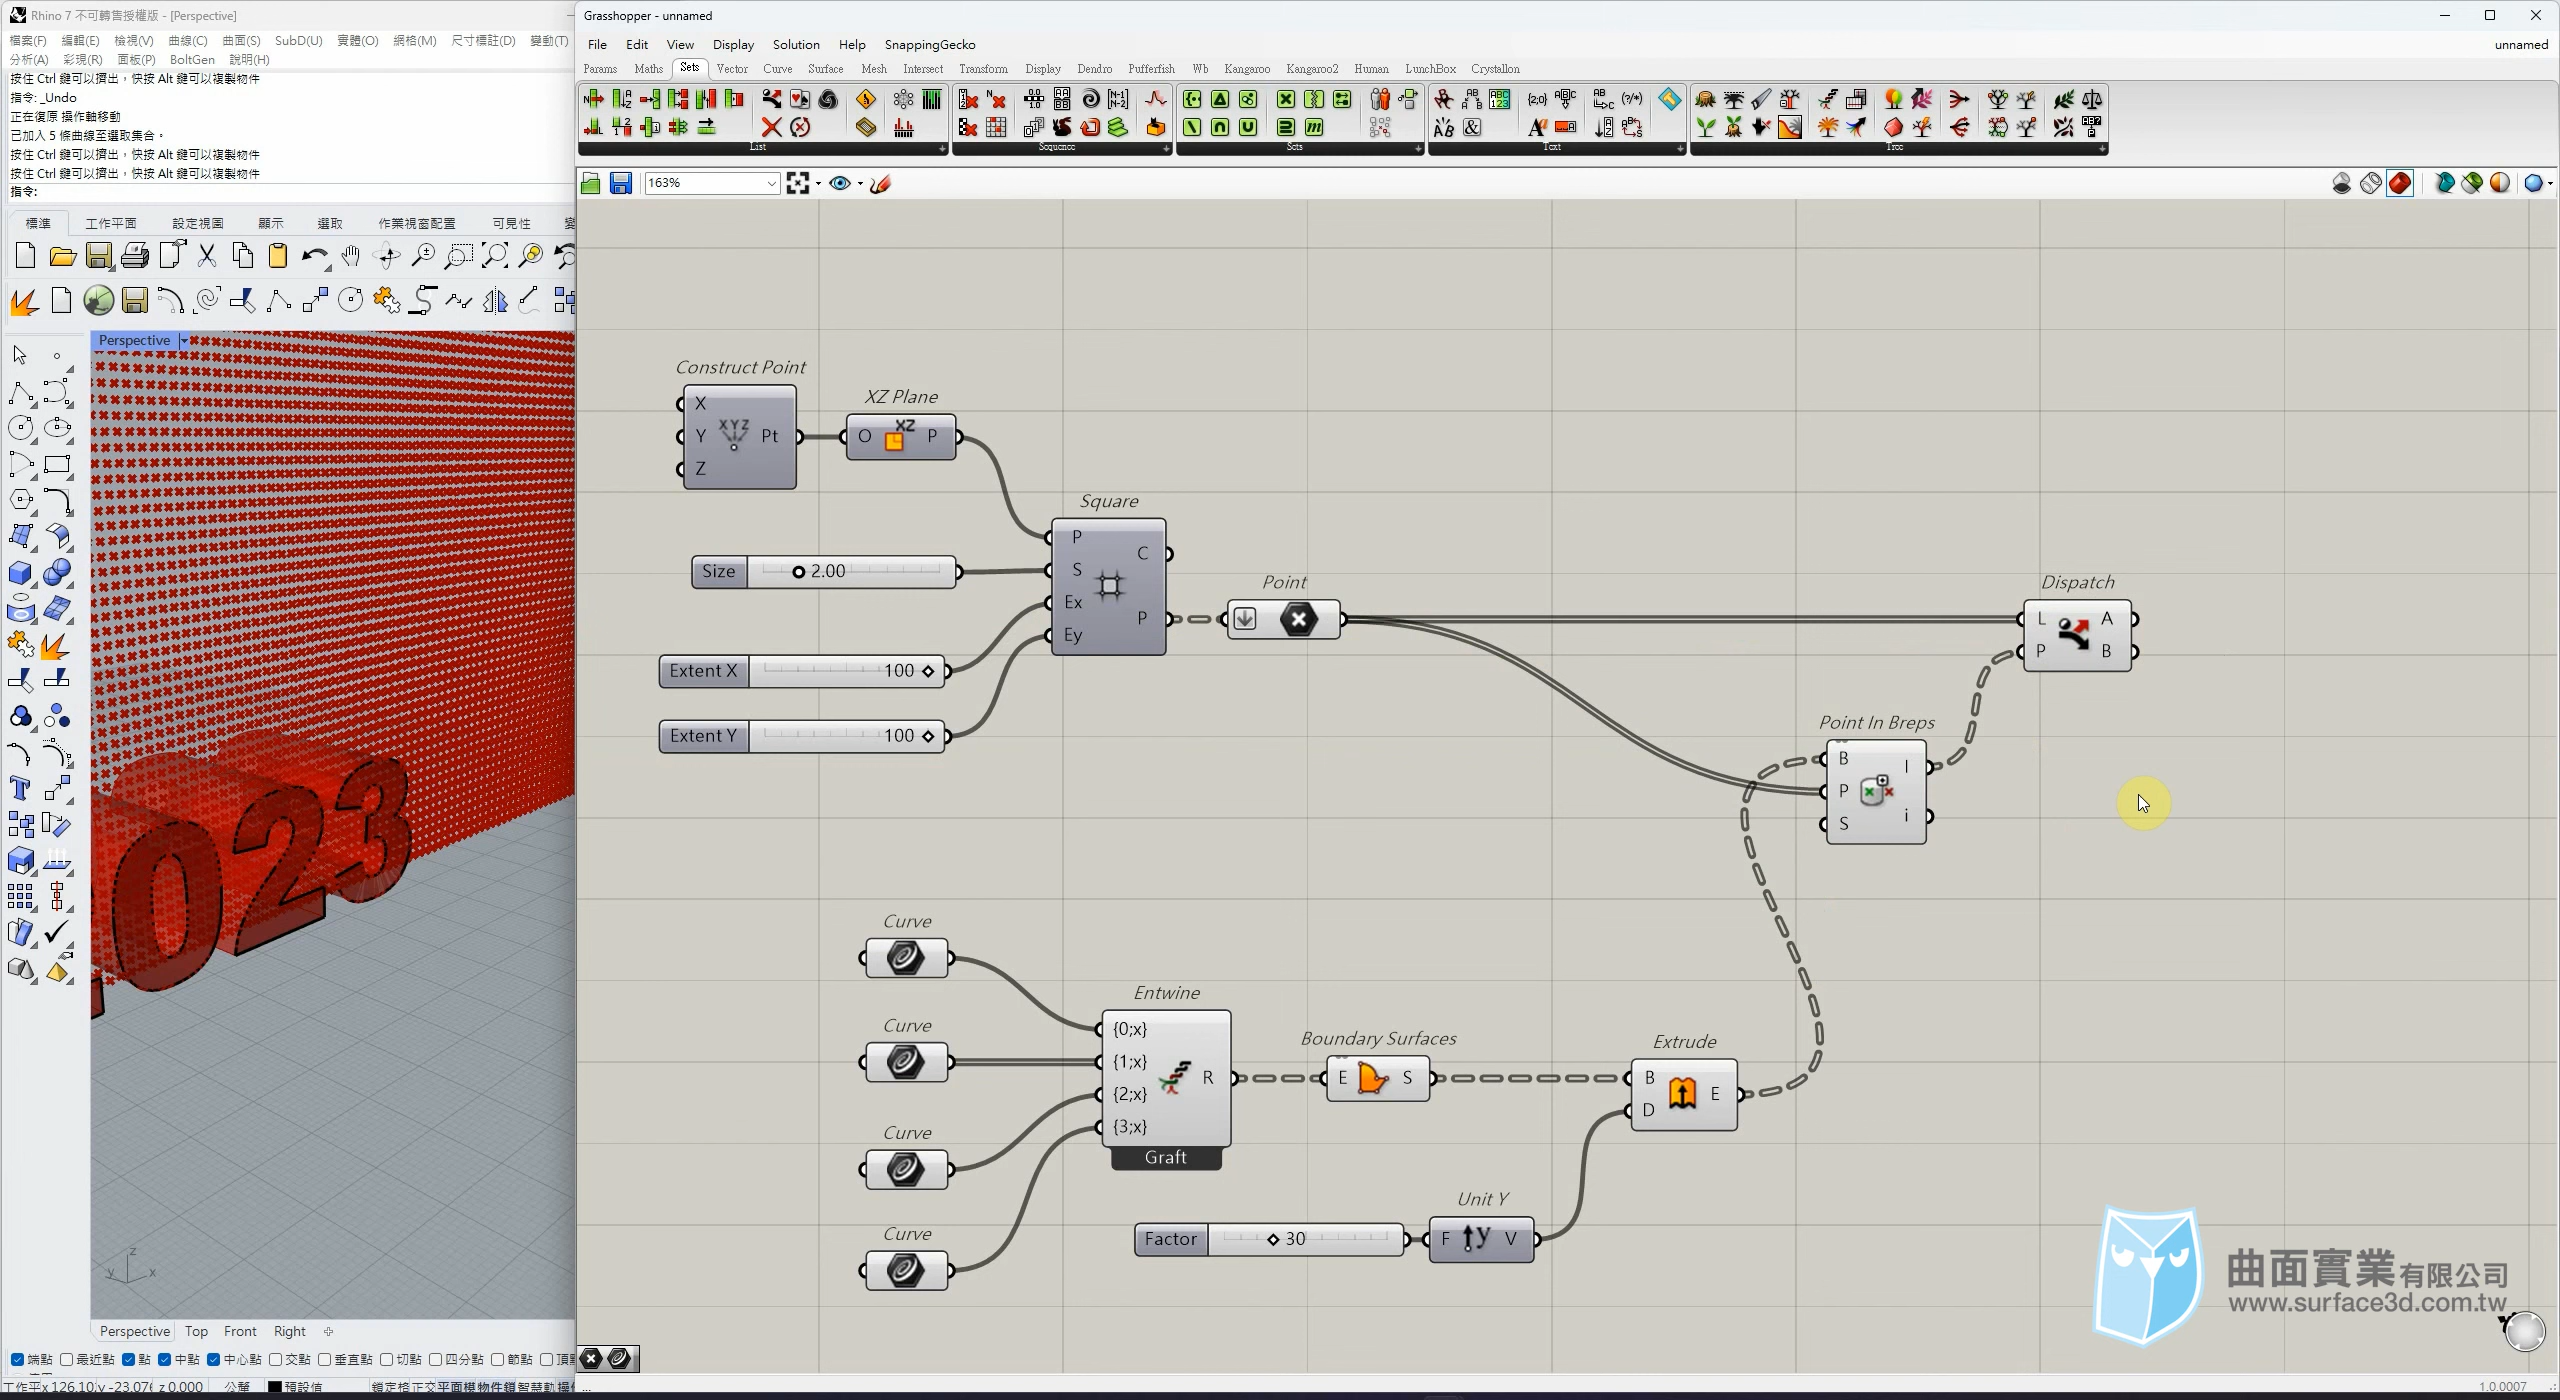 Rhino 7 不可轉售授權版 - [Perspective]
檔案(F) 編輯(E) 檢視(V) 曲線(C) 曲面(S) SubD(U) 實體(O) 網格(M) 尺寸標註(D) 變動(T)
分析(A) 彩現(R) 面板(P) BoltGen 說明(H)
按住 Ctrl 鍵可以擠出，快按 Alt 鍵可以複製物件
指令: _Undo
正在復原 操作軸移動
已加入 5 條曲線至選取集合。
按住 Ctrl 鍵可以擠出，快按 Alt 鍵可以複製物件
按住 Ctrl 鍵可以擠出，快按 Alt 鍵可以複製物件
指令:
標準 工作平面 設定視圖 顯示 選取 作業視窗配置 可見性
Perspective
023
z
y x
Perspective Top Front Right
端點 最近點 點 中點 中心點 交點 垂直點 切點 四分點 節點
z 0.000 公釐 預設值
Grasshopper - unnamed
File Edit View Display Solution Help SnappingGecko
unnamed
Params Maths Sets Vector Curve Surface Mesh Intersect Transform Display Dendro Pufferfish Wb Kangaroo Kangaroo2 Human LunchBox Crystallon
List Sequence Sets Text Tree
163%
Construct Point
X
Y XYZ Pt
Z
XZ Plane
O XZ P
Square
P
S
Ex
Ey
C
P
Size 2.00
Extent X 100
Extent Y 100
Point
Dispatch
L A
P B
Point In Breps
B
P
S
I
i
Curve
Curve
Curve
Curve
Entwine
{0;x}
{1;x}
{2;x}
{3;x}
R
Graft
Boundary Surfaces
E S
Extrude
B
D
E
Unit Y
Factor 30
F y V
曲面實業有限公司
www.surface3d.com.tw
...
1.0.0007